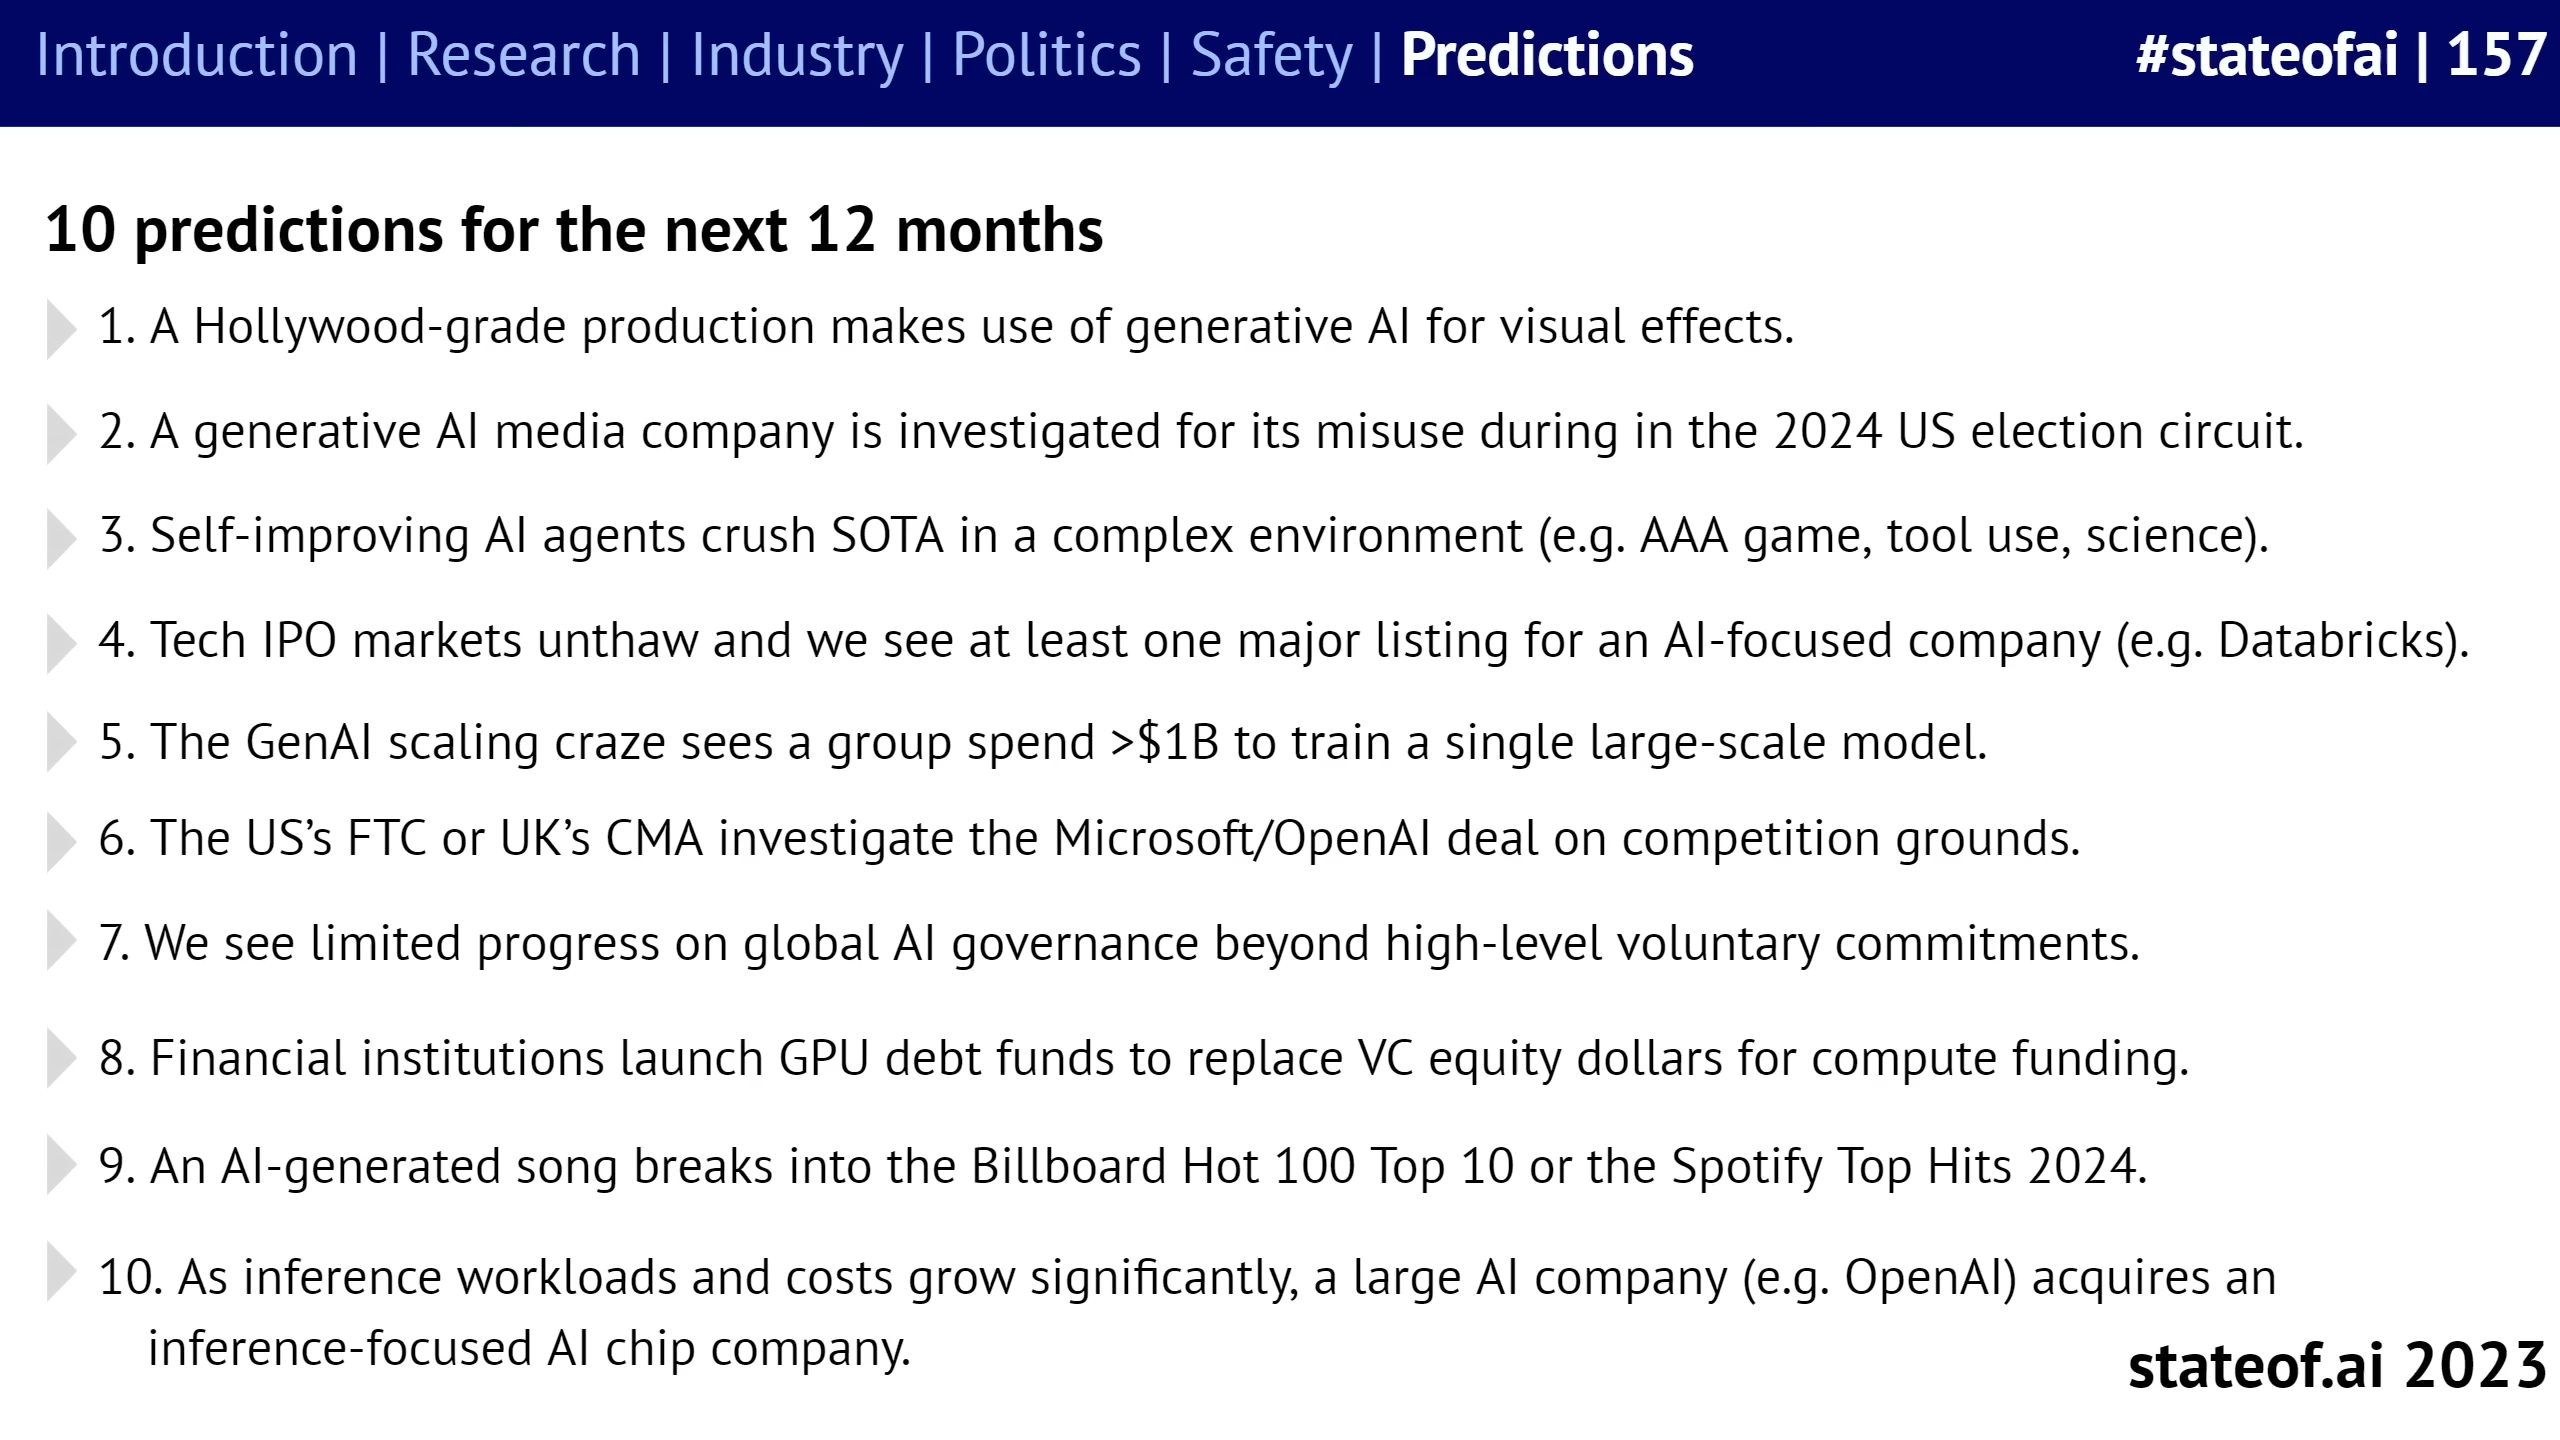 Introduction | Research | Industry | Politics | Safety | Predictions
#stateofai | 157
10 predictions for the next 12 months
1. A Hollywood-grade production makes use of generative AI for visual effects.
2. A generative AI media company is investigated for its misuse during in the 2024 US election circuit.
3. Self-improving AI agents crush SOTA in a complex environment (e.g. AAA game, tool use, science).
4. Tech IPO markets unthaw and we see at least one major listing for an AI-focused company (e.g. Databricks).
5. The GenAI scaling craze sees a group spend >$1B to train a single large-scale model.
6. The US’s FTC or UK’s CMA investigate the Microsoft/OpenAI deal on competition grounds.
7. We see limited progress on global AI governance beyond high-level voluntary commitments.
8. Financial institutions launch GPU debt funds to replace VC equity dollars for compute funding.
9. An AI-generated song breaks into the Billboard Hot 100 Top 10 or the Spotify Top Hits 2024.
10. As inference workloads and costs grow significantly, a large AI company (e.g. OpenAI) acquires an
inference-focused AI chip company.
stateof.ai 2023